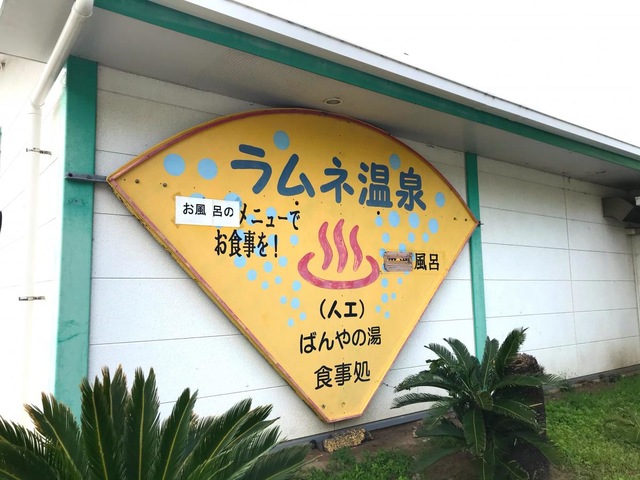 ラムネ温泉
お風 呂の
メニューで
お食事を!
風呂
(人工)
ばんやの湯
食事処